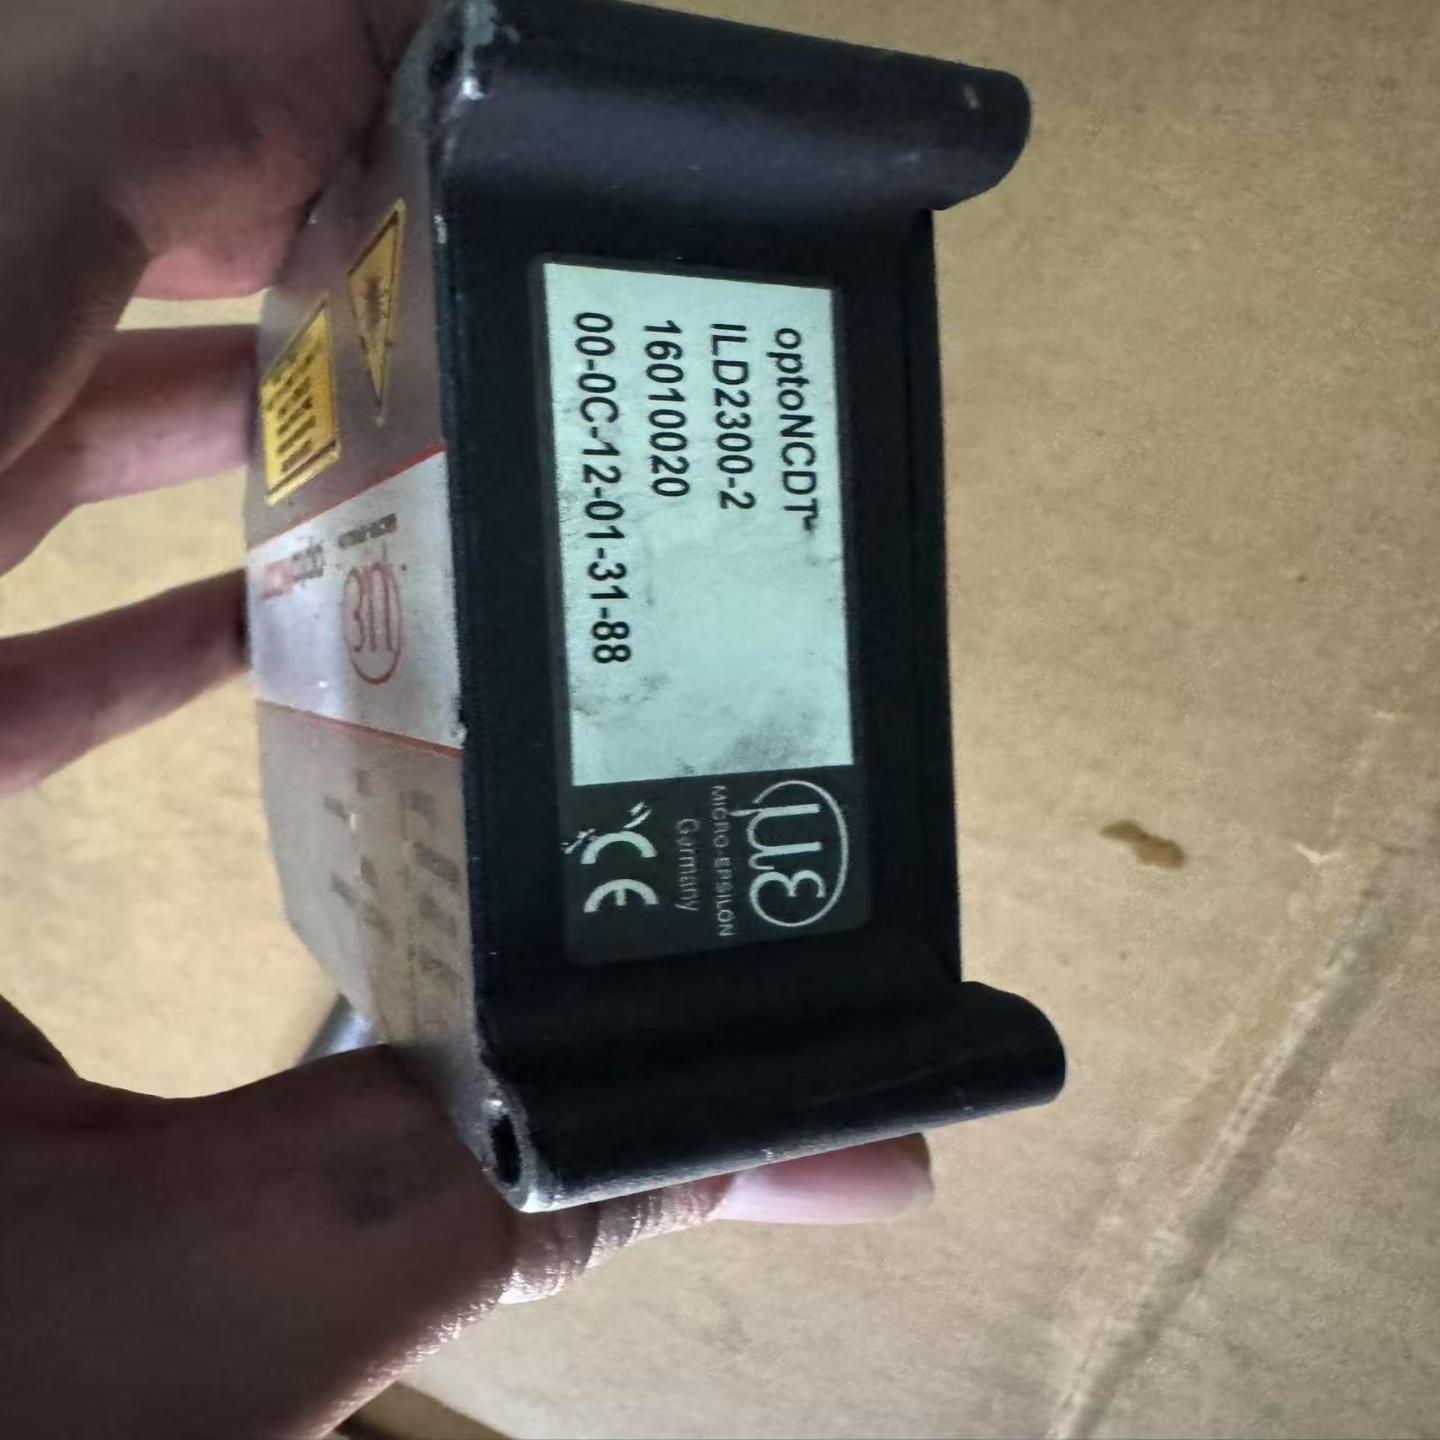 optoNCDT
ILD2300-2
16010020
00-0C-12-01-31-88
MICRO-EPSILON
Germany
CE